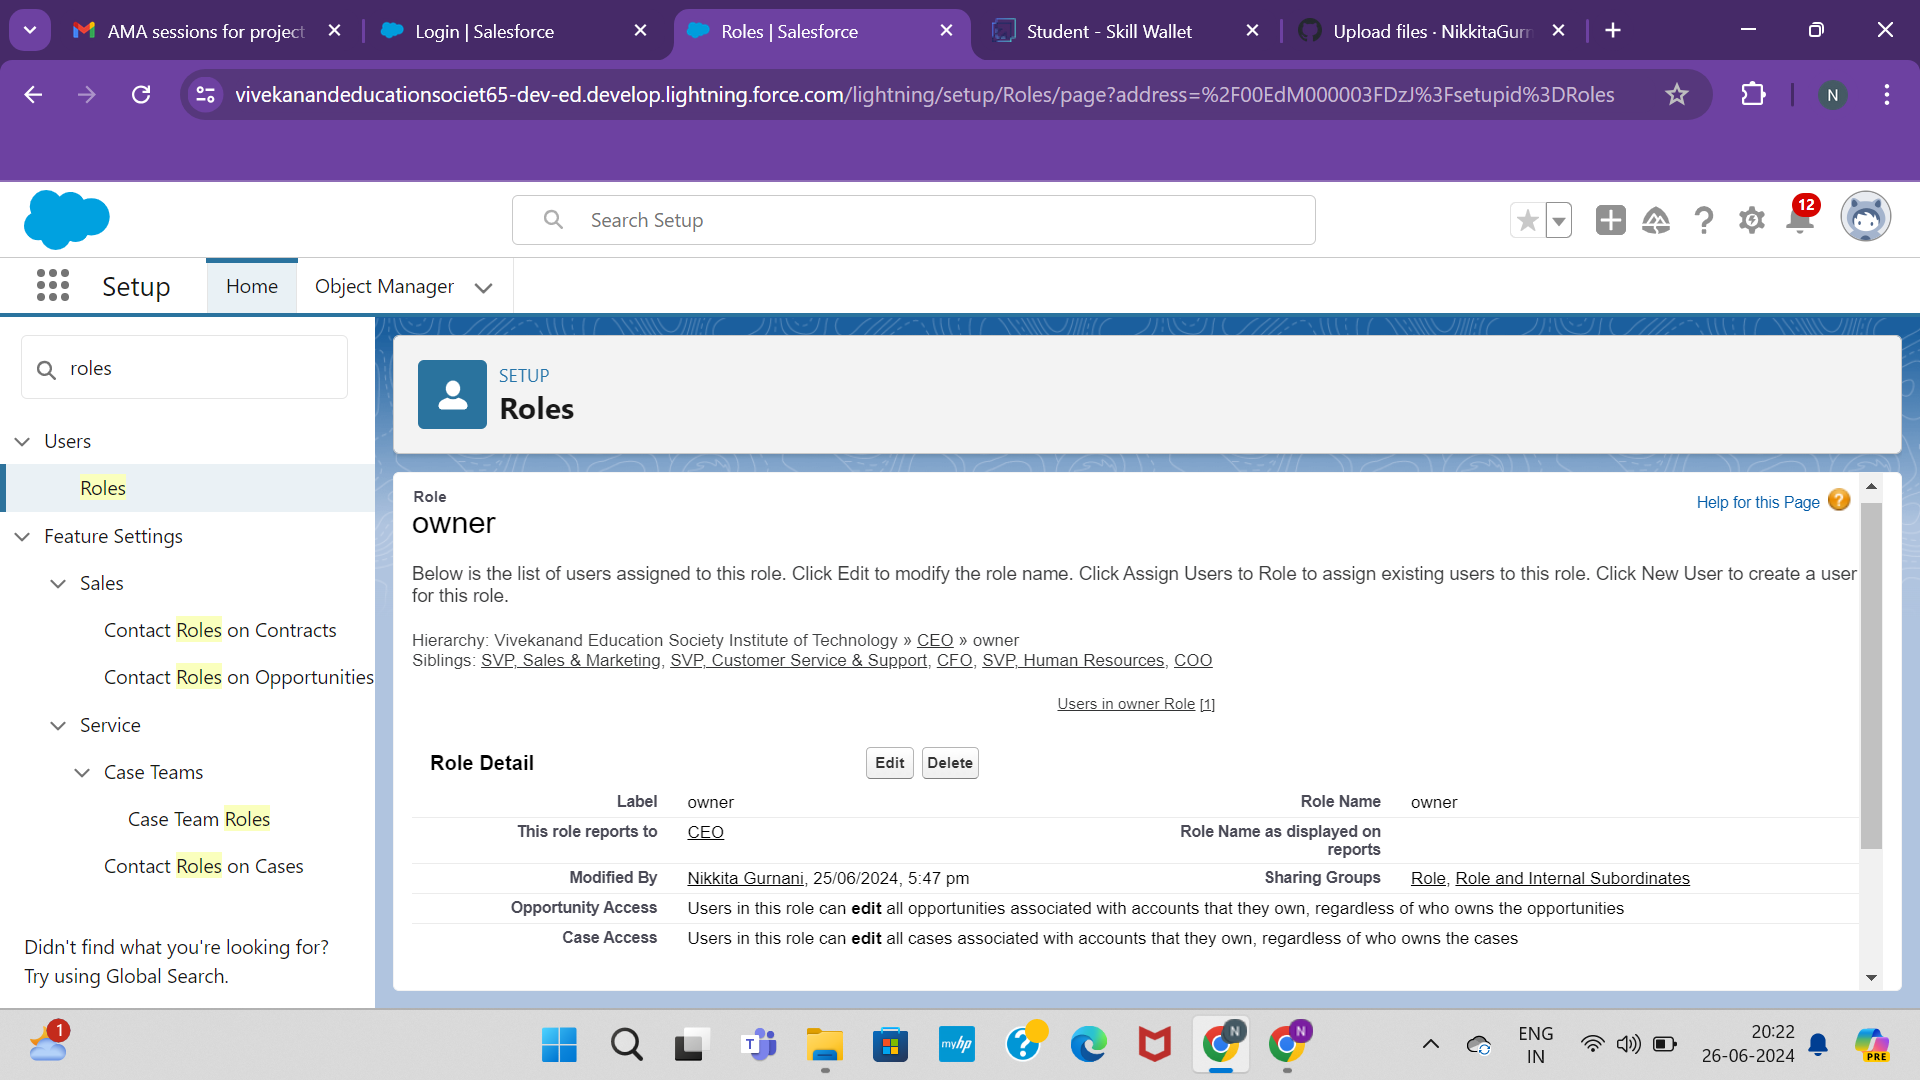 AMA sessions for project
Login | Salesforce
Roles | Salesforce
Student - Skill Wallet
Upload files · NikkitaGurn
vivekanandeducationsociet65-dev-ed.develop.lightning.force.com/lightning/setup/Roles/page?address=%2F00EdM000003FDzJ%3Fsetupid%3DRoles
N
Search Setup
12
Setup
Home
Object Manager
roles
Users
Roles
Feature Settings
Sales
Contact Roles on Contracts
Contact Roles on Opportunities
Service
Case Teams
Case Team Roles
Contact Roles on Cases
Didn't find what you're looking for?
Try using Global Search.
SETUP
Roles
Role
owner
Help for this Page ?
Below is the list of users assigned to this role. Click Edit to modify the role name. Click Assign Users to Role to assign existing users to this role. Click New User to create a user
for this role.
Hierarchy: Vivekanand Education Society Institute of Technology » CEO » owner
Siblings: SVP, Sales & Marketing, SVP, Customer Service & Support, CFO, SVP, Human Resources, COO
Users in owner Role [1]
Role Detail
Edit
Delete
Label owner
Role Name owner
This role reports to CEO
Role Name as displayed on
reports
Modified By Nikkita Gurnani, 25/06/2024, 5:47 pm
Sharing Groups Role, Role and Internal Subordinates
Opportunity Access Users in this role can edit all opportunities associated with accounts that they own, regardless of who owns the opportunities
Case Access Users in this role can edit all cases associated with accounts that they own, regardless of who owns the cases
1
T
myhp
?
N
N
ENG
IN
20:22
26-06-2024
PRE